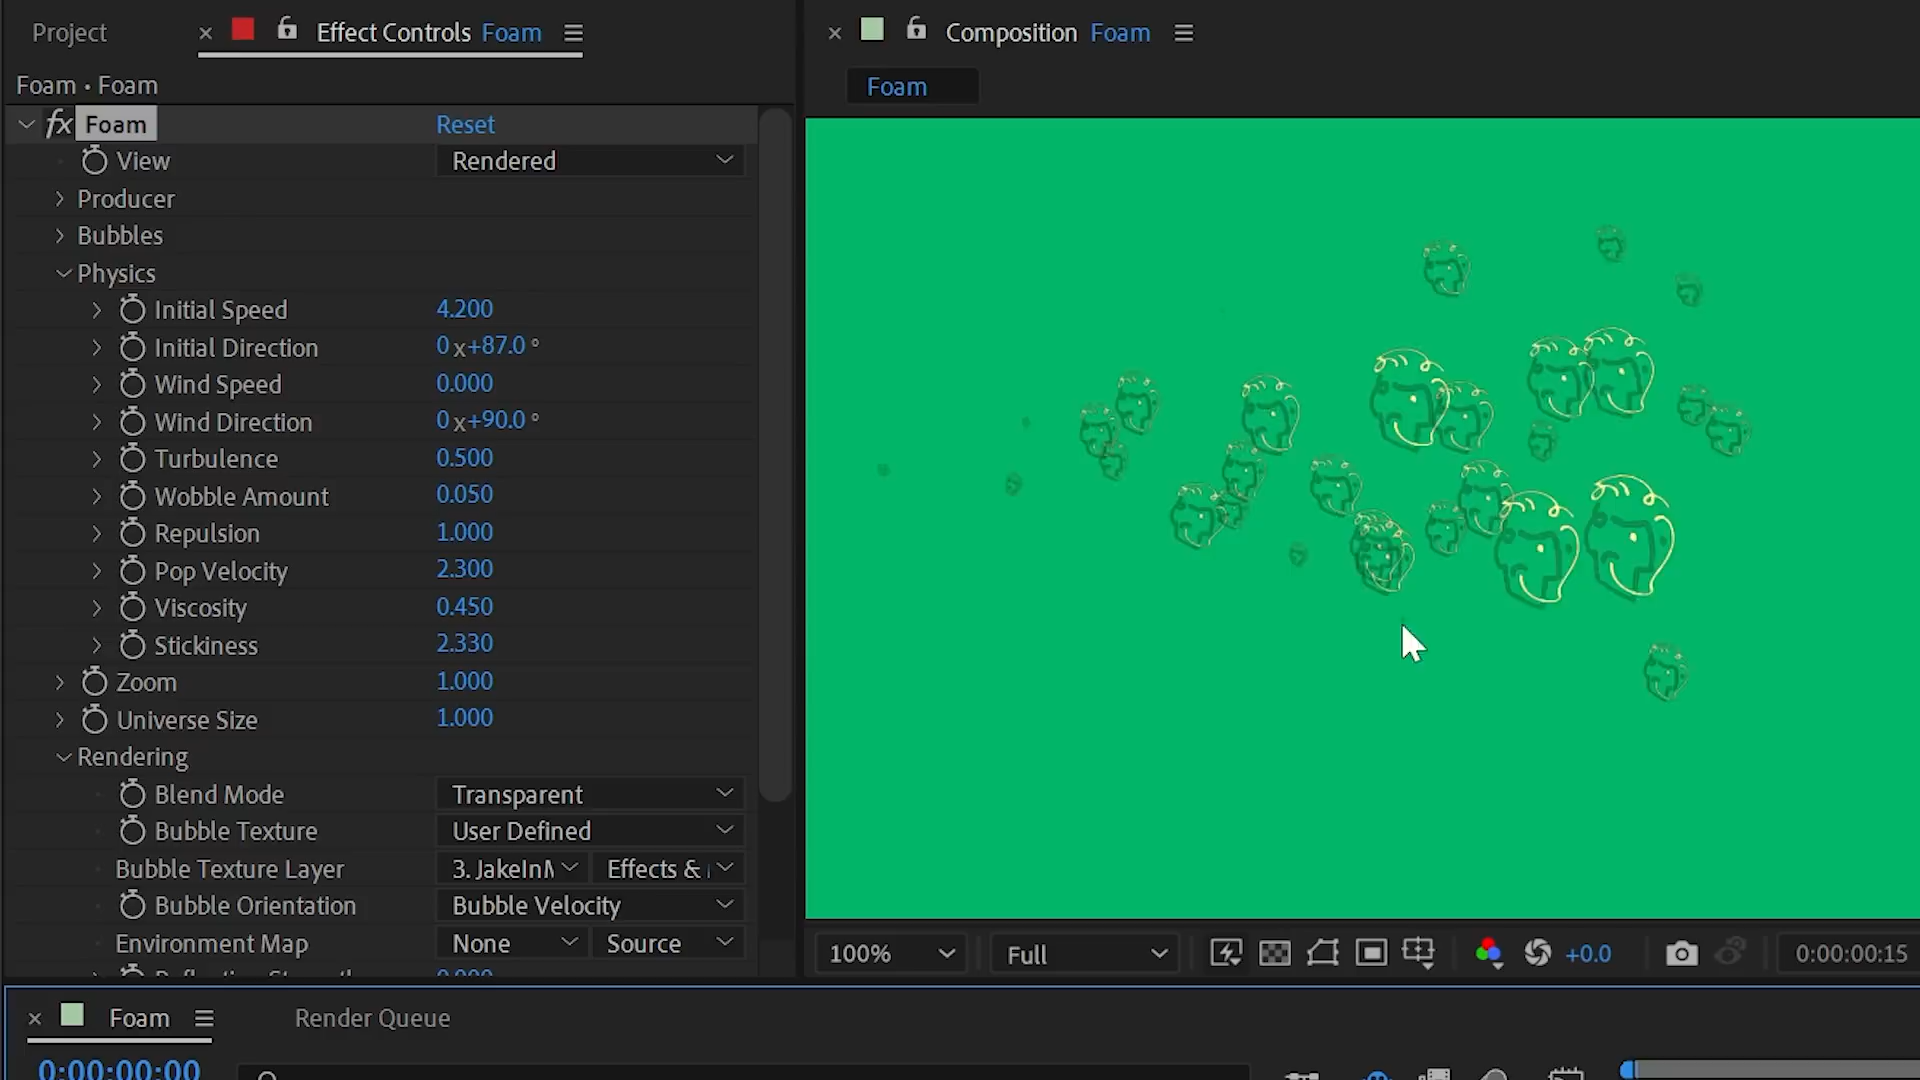 Project
Effect Controls Foam
Foam • Foam
fx Foam Reset
View Rendered
Producer
Bubbles
Physics
Initial Speed 4.200
Initial Direction 0 x+87.0 °
Wind Speed 0.000
Wind Direction 0 x+90.0 °
Turbulence 0.500
Wobble Amount 0.050
Repulsion 1.000
Pop Velocity 2.300
Viscosity 0.450
Stickiness 2.330
Zoom 1.000
Universe Size 1.000
Rendering
Blend Mode Transparent
Bubble Texture User Defined
Bubble Texture Layer 3. JakeIn Effects &
Bubble Orientation Bubble Velocity
Environment Map None Source
0.000
Composition Foam
Foam
100% Full +0.0 0:00:00:15
Foam Render Queue
0:00:00:00